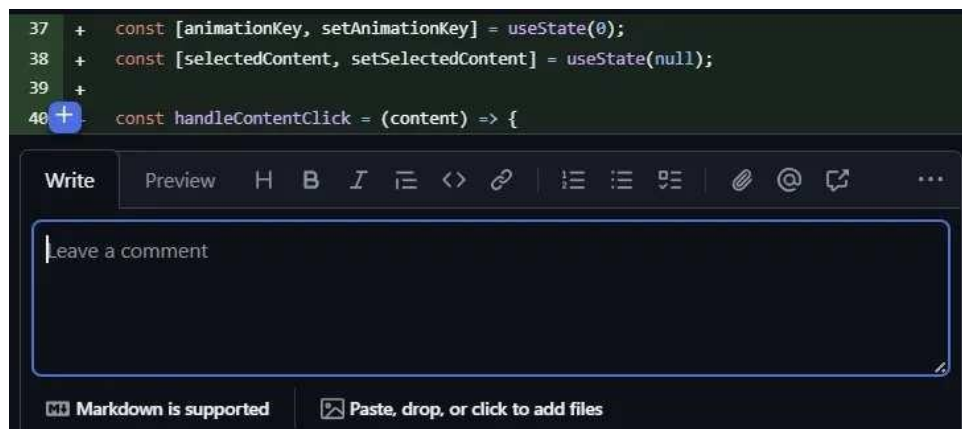 37 + const [animationKey, setAnimationKey] = useState(0);
38 + const [selectedContent, setSelectedContent] = useState(null);
39 +
40 + const handleContentClick = (content) => {
Write Preview H B I <> @ ...
Leave a comment
Markdown is supported Paste, drop, or click to add files